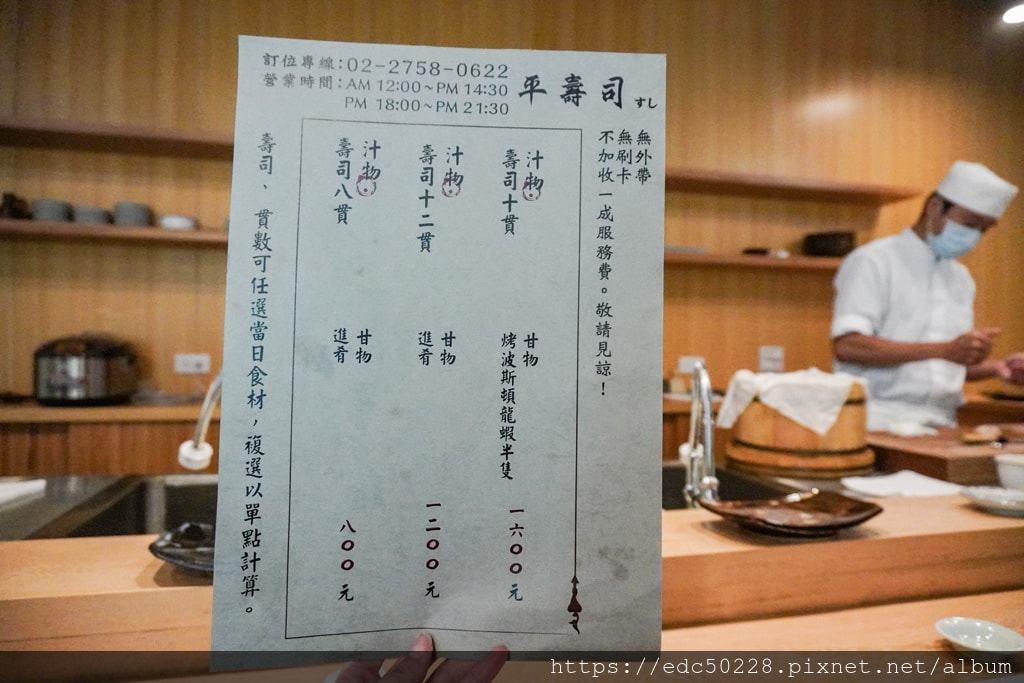 訂位專線:02-2758-0622
營業時間:AM 12:00~PM 14:30
PM 18:00~PM 21:30
平壽司 すし
無外帶
無刷卡
不加收一成服務費。敬請見諒!
汁物 甘物
壽司十貫 烤波斯頓龍蝦半隻 一六〇〇元
汁物 甘物
壽司十二貫 進肴 一二〇〇元
汁物 甘物
壽司八貫 進肴 八〇〇元
壽司、貫數可任選當日食材,複選以單點計算。
https://edc50228.pixnet.net/album